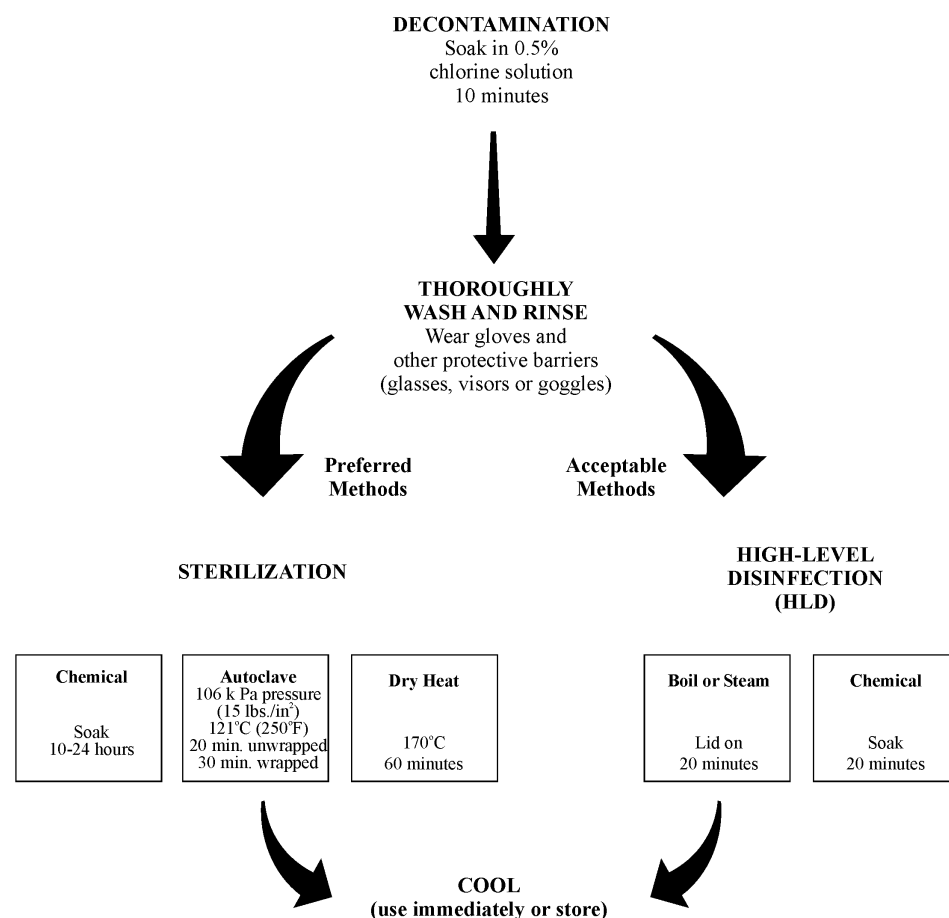 DECONTAMINATION
Soak in 0.5%
chlorine solution
10 minutes
THOROUGHLY
WASH AND RINSE
Wear gloves and
other protective barriers
(glasses, visors or goggles)
Preferred
Methods
Acceptable
Methods
STERILIZATION
HIGH-LEVEL
DISINFECTION
(HLD)
Chemical
Soak
10-24 hours
Autoclave
106 k Pa pressure
(15 lbs./in²)
121°C (250°F)
20 min. unwrapped
30 min. wrapped
Dry Heat
170°C
60 minutes
Boil or Steam
Lid on
20 minutes
Chemical
Soak
20 minutes
COOL
(use immediately or store)